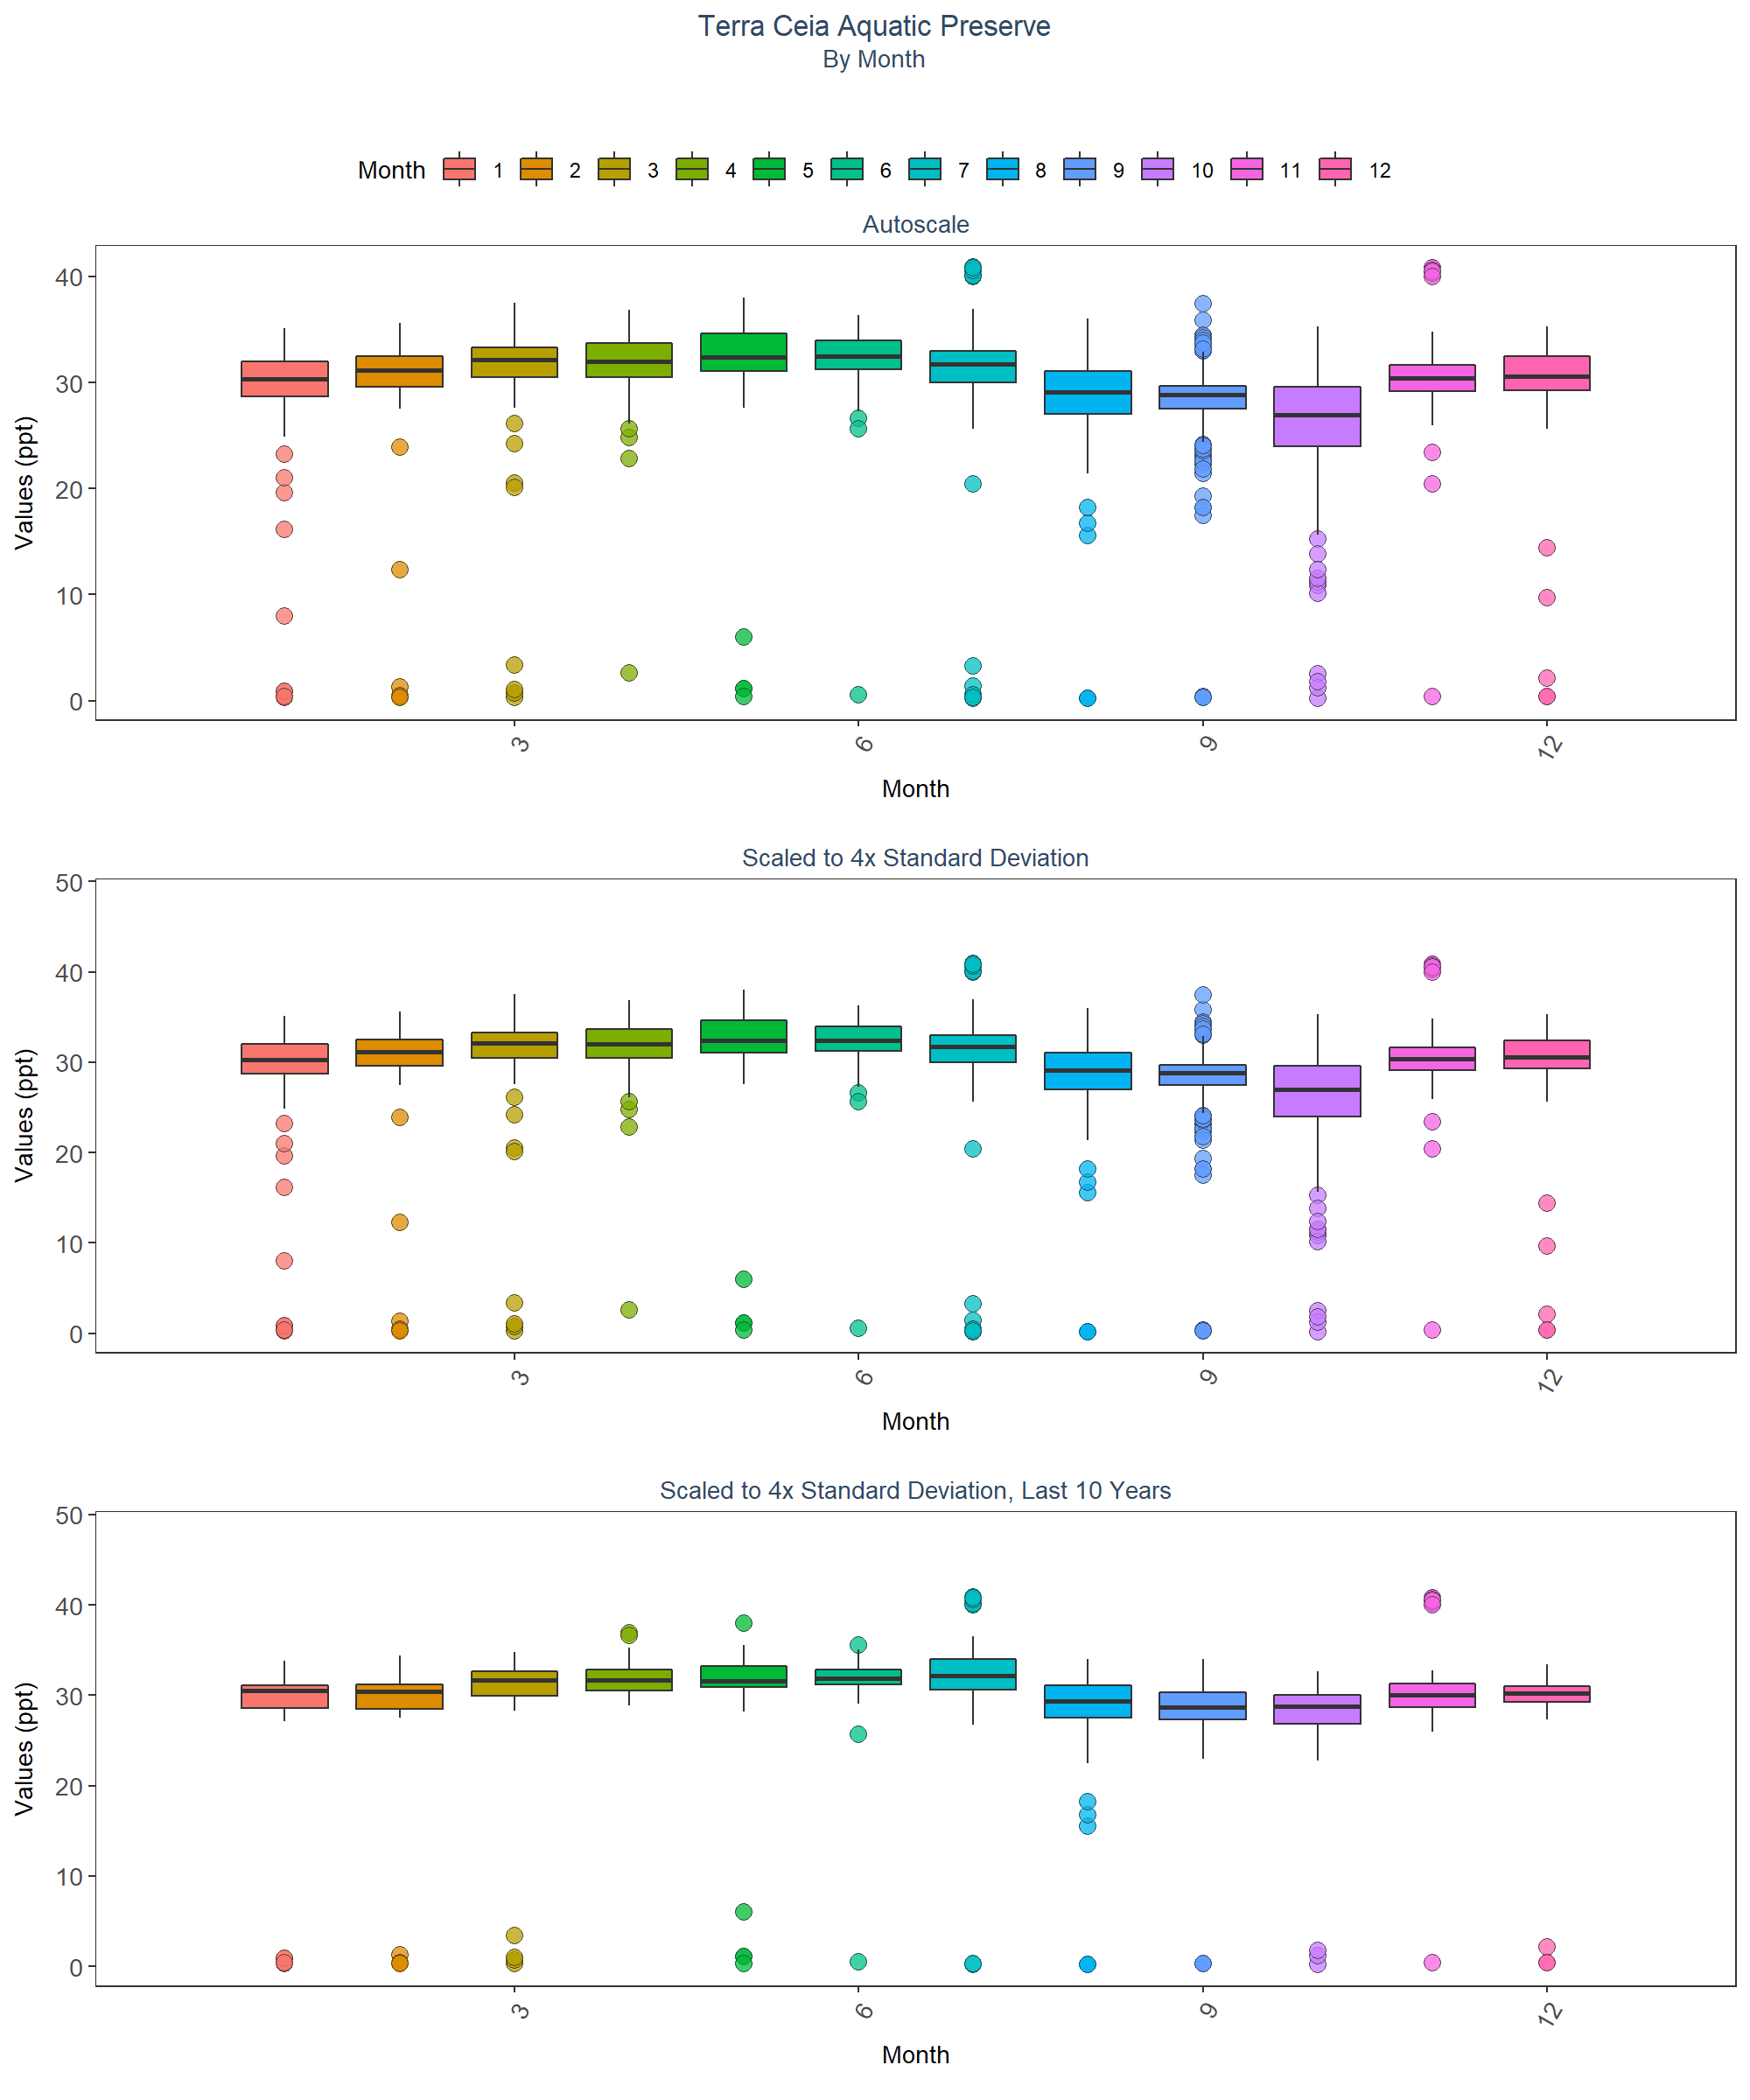 Terra Ceia Aquatic Preserve
By Month
Month 1 2 3 4 5 6 7 8 9 10 11 12
Autoscale
Values (ppt)
40
30
20
10
0
3 6 9 12
Month
Scaled to 4x Standard Deviation
Values (ppt)
50
40
30
20
10
0
3 6 9 12
Month
Scaled to 4x Standard Deviation, Last 10 Years
Values (ppt)
50
40
30
20
10
0
3 6 9 12
Month